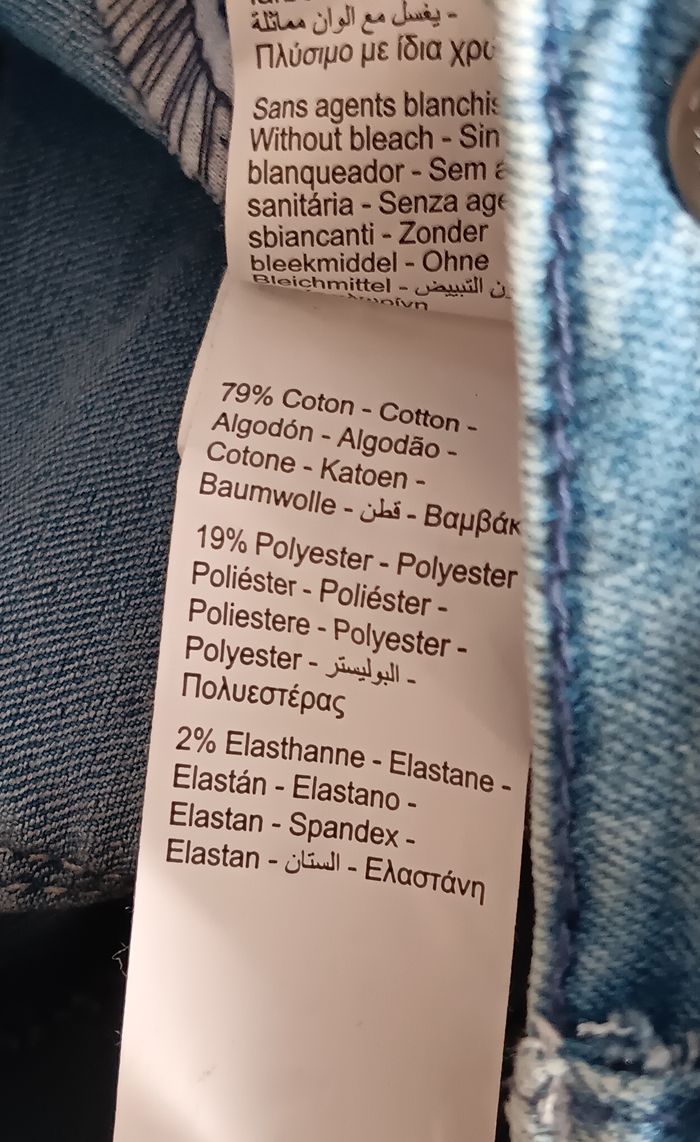 - يغسل مع الوان مماثلة
Πλύσιμο με ίδια χρυ
Sans agents blanchis
Without bleach - Sin
blanqueador - Sem a
sanitária - Senza age
sbiancanti - Zonder
bleekmiddel - Ohne
Bleichmittel - ن التبييض
79% Coton - Cotton -
Algodón - Algodão -
Cotone - Katoen -
Baumwolle - قطن - Βαμβάκ
19% Polyester - Polyester
Poliéster - Poliéster -
Poliestere - Polyester -
Polyester - البوليستر -
Πολυεστέρας
2% Elasthanne - Elastane -
Elastán - Elastano -
Elastan - Spandex -
Elastan - الستان - Ελαστάνη